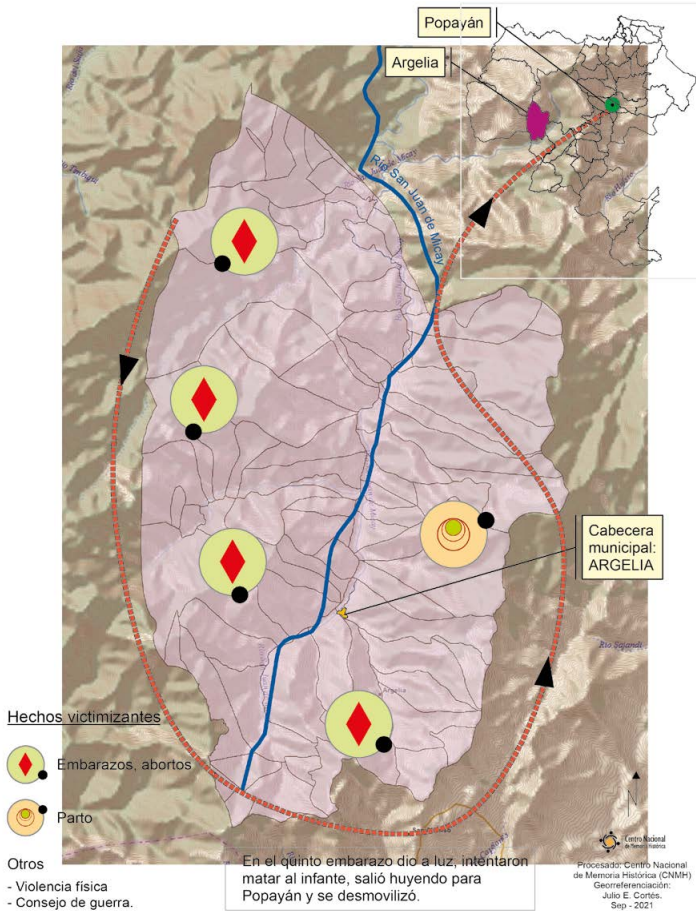 Popayán
Argelia
Río San Juan de Micay
Cabecera
municipal:
ARGELIA
Río Sajandí
Argelia
Hechos victimizantes
Embarazos, abortos
Parto
Otros
- Violencia física
- Consejo de guerra.
En el quinto embarazo dio a luz, intentaron
matar al infante, salió huyendo para
Popayán y se desmovilizó.
N
Centro Nacional
de Memoria Histórica
Procesado: Centro Nacional
de Memoria Histórica (CNMH)
Georreferenciación:
Julio E. Cortés.
Sep - 2021